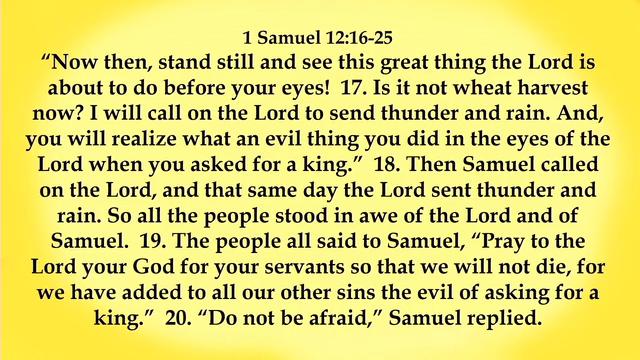 1 Samuel 12:16-25
“Now then, stand still and see this great thing the Lord is
about to do before your eyes!  17. Is it not wheat harvest
now? I will call on the Lord to send thunder and rain. And,
you will realize what an evil thing you did in the eyes of the
Lord when you asked for a king.”  18. Then Samuel called
on the Lord, and that same day the Lord sent thunder and
rain. So all the people stood in awe of the Lord and of
Samuel.  19. The people all said to Samuel, “Pray to the
Lord your God for your servants so that we will not die, for
we have added to all our other sins the evil of asking for a
king.”  20. “Do not be afraid,” Samuel replied.